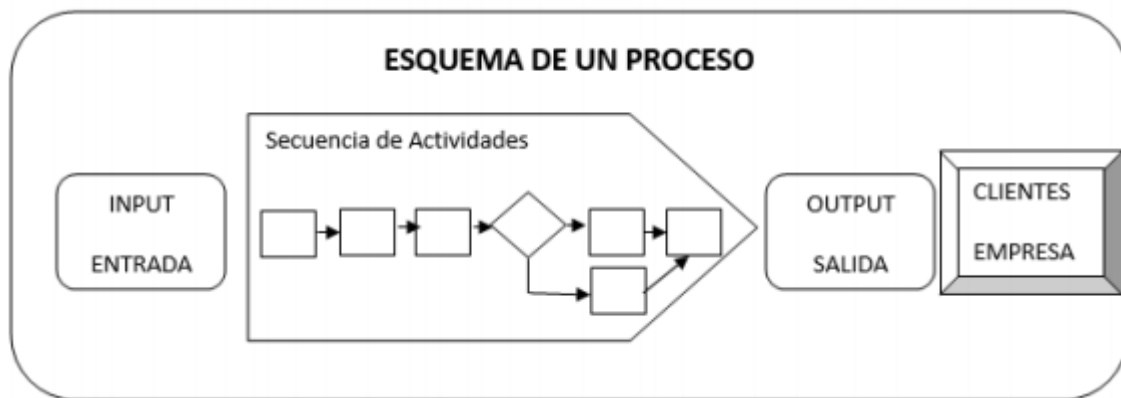 ESQUEMA DE UN PROCESO
Secuencia de Actividades
INPUT
ENTRADA
OUTPUT
SALIDA
CLIENTES
EMPRESA